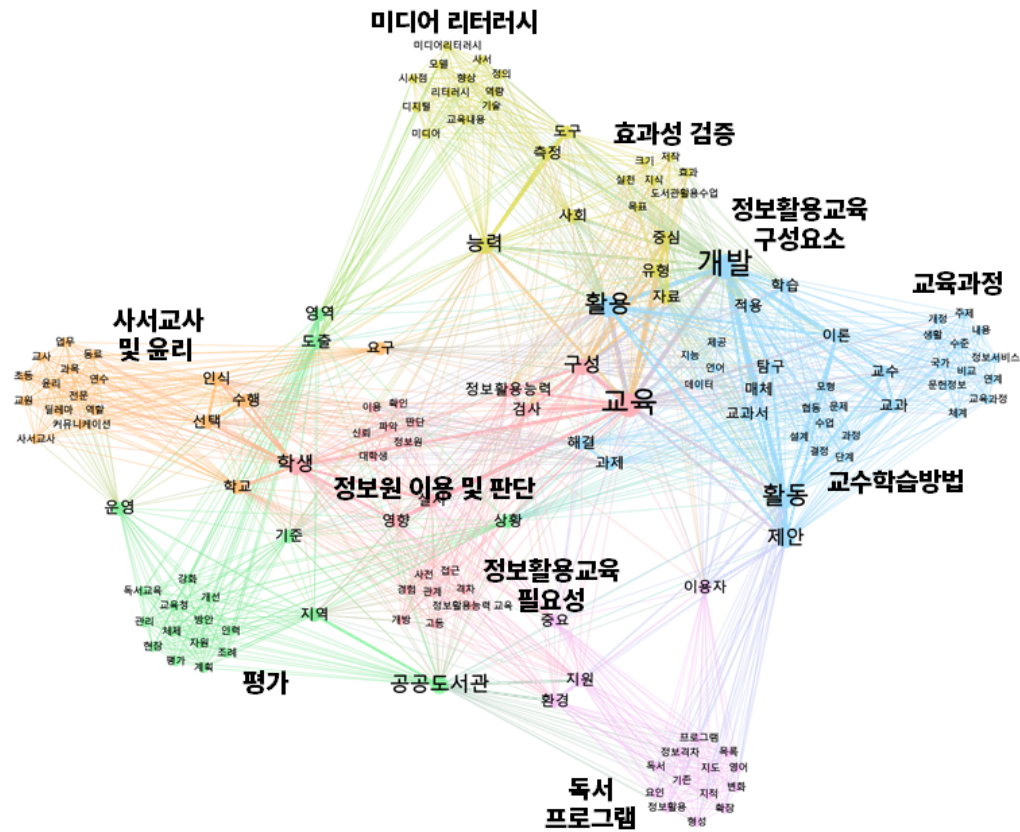 미디어 리터러시
미디어리터러시
모델
사서
시사점
향상
정의
리터러시
역량
디지털
기술
교육내용
미디어
도구
측정
효과성 검증
크기
저작
효과
실천
지식
도서관활용수업
목표
사회
중심
능력
유형
자료
정보활용교육
구성요소
개발
학습
활용
적용
이론
교육과정
개정
주제
생활
내용
수준
국가
정보서비스
비교
문헌정보
연계
교육과정
체계
영역
도출
요구
사서교사
및 윤리
업무
교사
동료
과목
초등
윤리
연수
전문
교원
딜레마
역할
커뮤니케이션
사서교사
인식
수행
선택
학생
학교
구성
정보활용능력
검사
교육
이용
확인
파악
판단
신뢰
정보원
대학생
해결
과제
제공
지능
언어
데이터
탐구
매체
교과서
교수
교과
모형
협동
문제
수업
설계
과정
결정
단계
교수학습방법
활동
제안
정보원 이용 및 판단
영향
상황
운영
기준
지역
강화
독서교육
개선
교육청
관리
방안
체제
인력
현장
자원
조례
평가
계획
평가
사전
접근
경험
관계
격차
정보활용능력 교육
개방
고등
정보활용교육
필요성
중요
이용자
공공도서관
지원
환경
프로그램
정보격차
목록
독서
지도
영어
기존
요인
지적
변화
정보활용
확장
형성
독서
프로그램